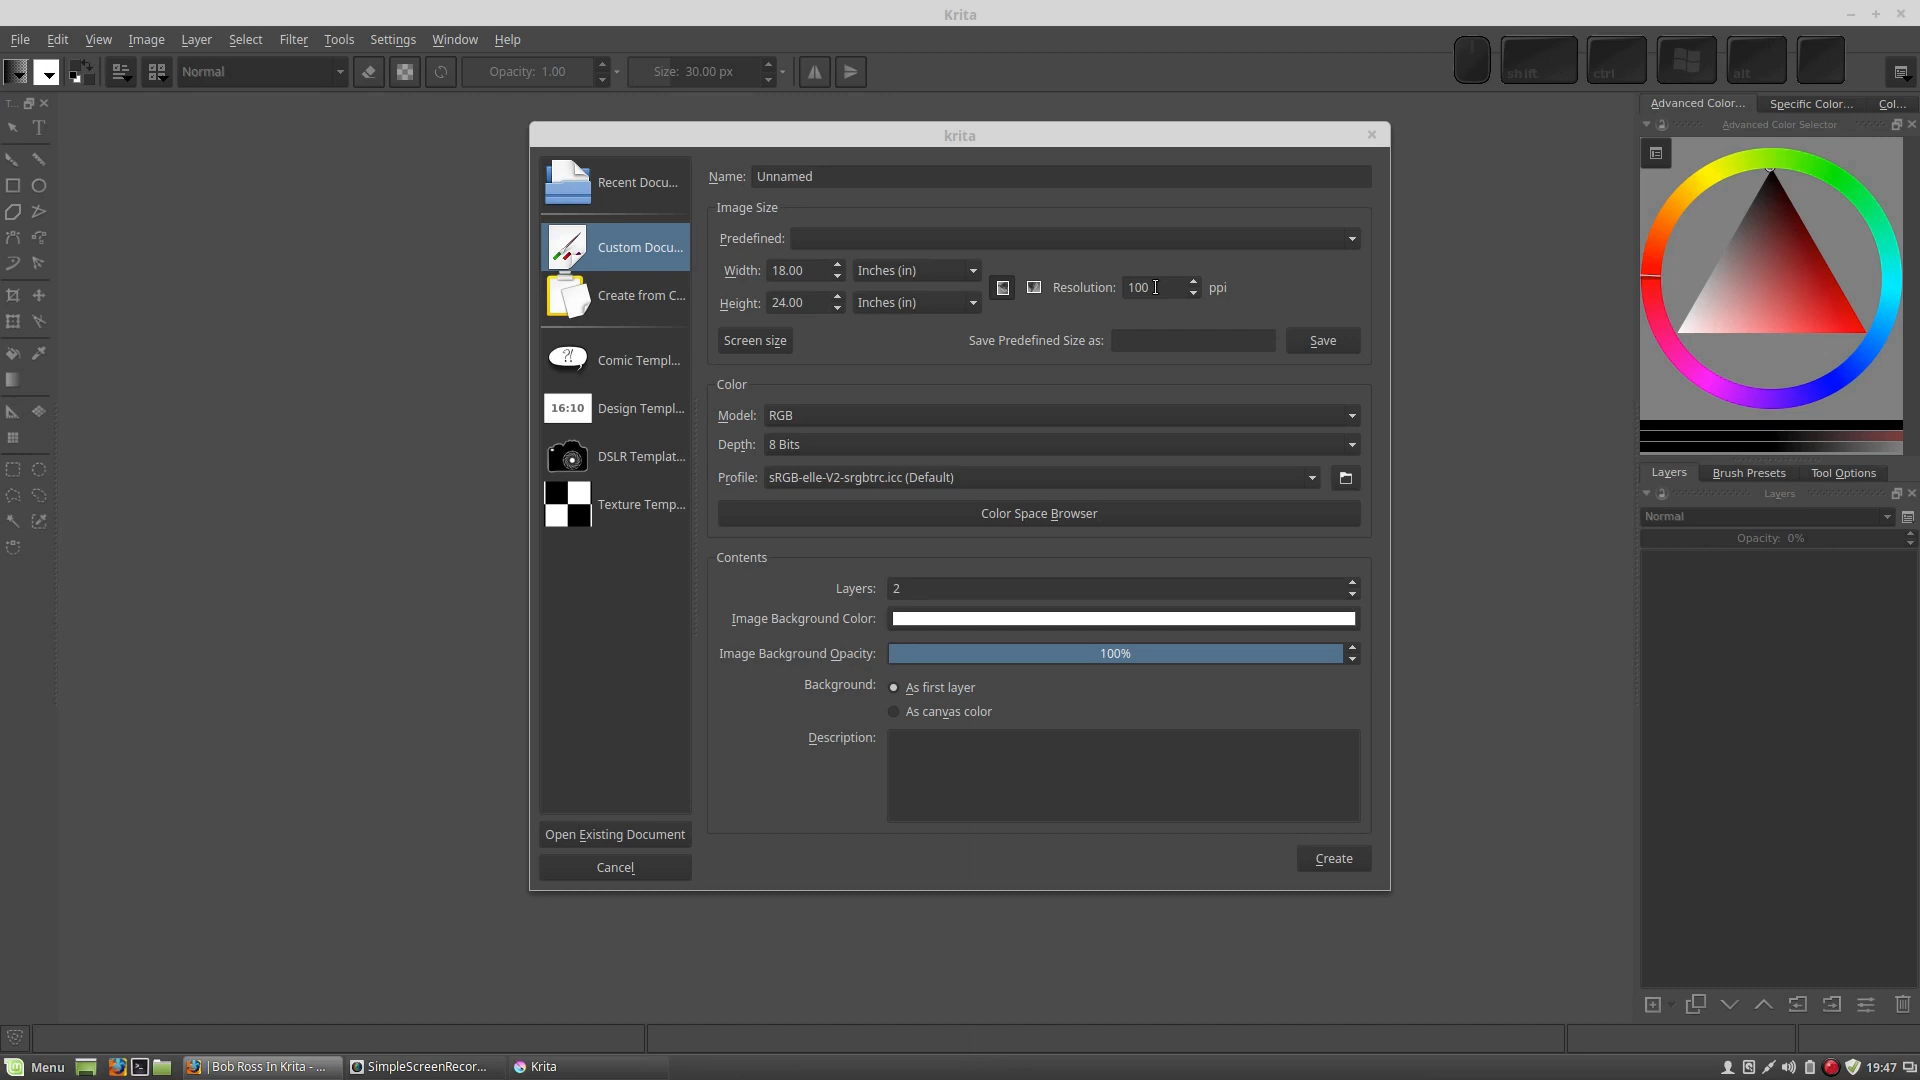 Krita
File Edit View Image Layer Select Filter Tools Settings Window Help
Normal Opacity: 1.00 Size: 30.00 px shift ctrl alt
T... Advanced Color... Specific Color... Col...
Advanced Color Selector
krita
Recent Docu...
Custom Docu...
Create from C...
Comic Templ...
16:10 Design Templ...
DSLR Templat...
Texture Temp...
Open Existing Document
Cancel
Name: Unnamed
Image Size
Predefined:
Width: 18.00 Inches (in)
Height: 24.00 Inches (in)
Resolution: 100 ppi
Screen size Save Predefined Size as: Save
Color
Model: RGB
Depth: 8 Bits
Profile: sRGB-elle-V2-srgbtrc.icc (Default)
Color Space Browser
Contents
Layers: 2
Image Background Color:
Image Background Opacity: 100%
Background: As first layer
As canvas color
Description:
Create
Layers Brush Presets Tool Options
Layers
Normal
Opacity: 0%
Menu |Bob Ross In Krita - ... SimpleScreenRecor... Krita 19:47